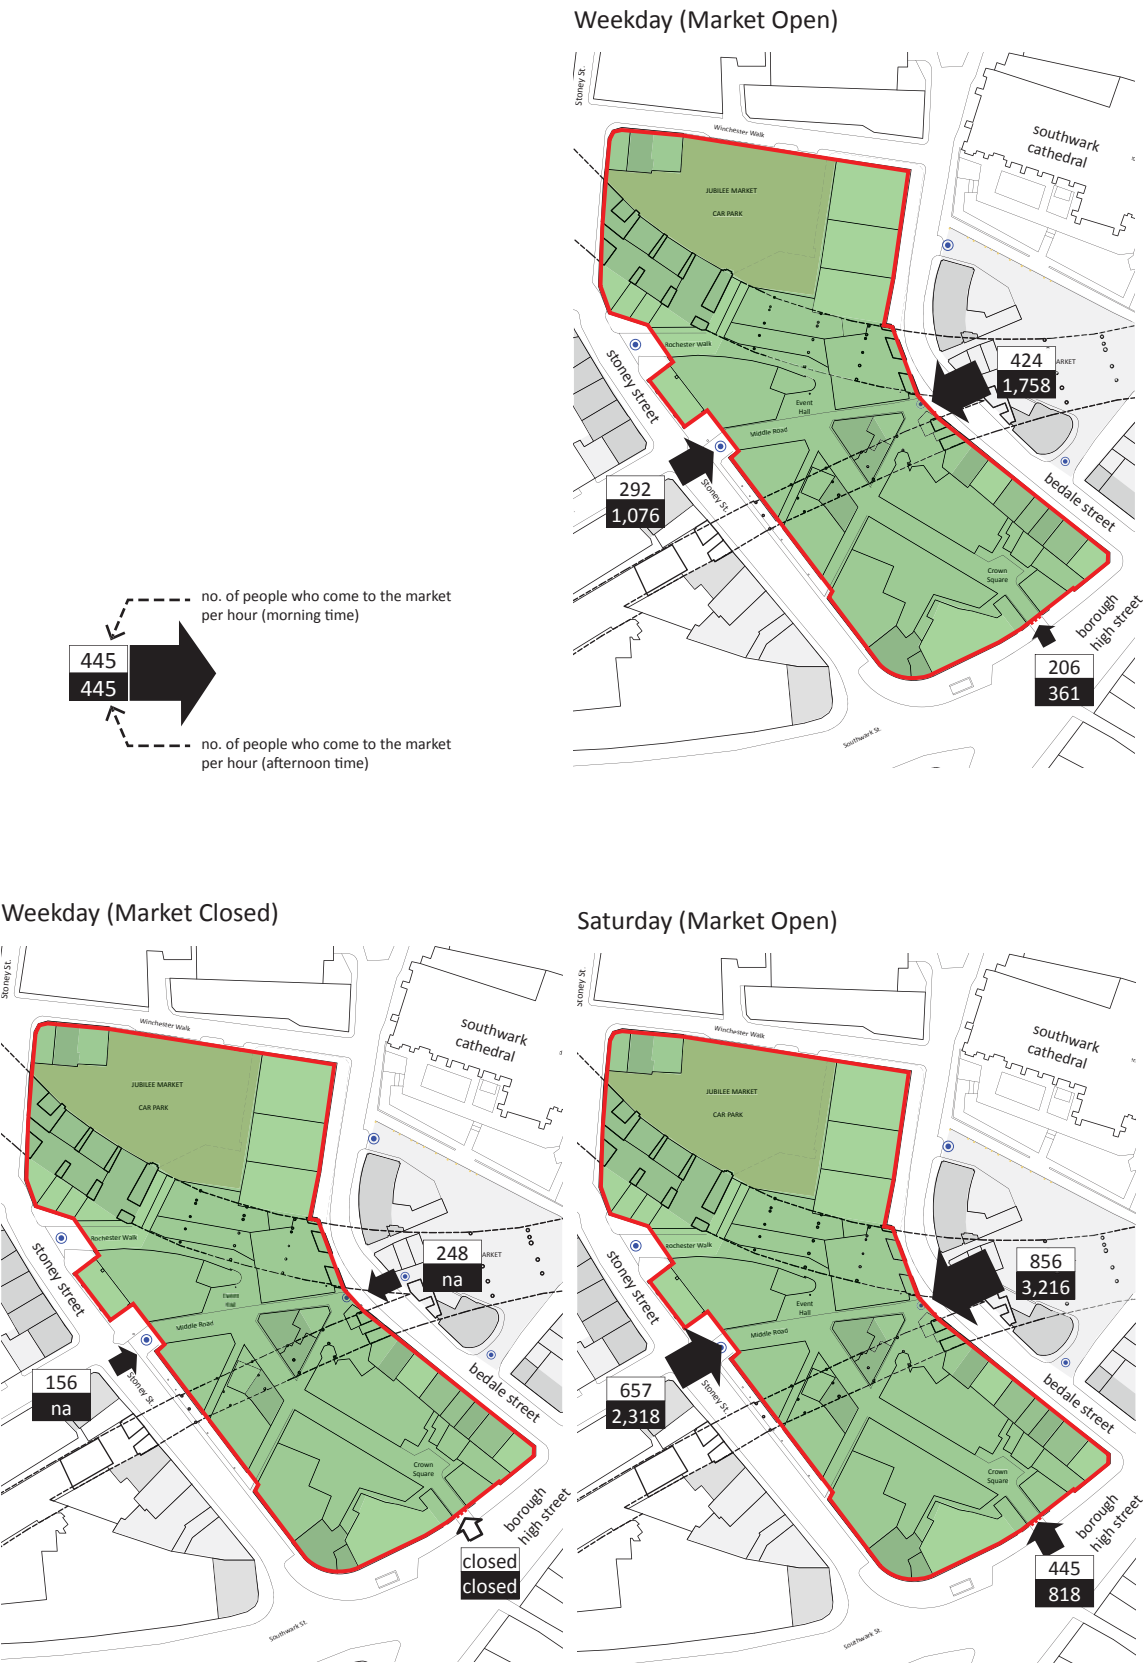 Weekday (Market Open)
Stoney St.
Winchester Walk
southwark
cathedral
JUBILEE MARKET
CAR PARK
Rochester Walk
stoney street
424
1,758
ARKET
Event
Hall
Middle Road
292
1,076
Stoney St.
bedale street
Crown
Square
borough
high street
206
361
Southwark St.
no. of people who come to the market
per hour (morning time)
445
445
no. of people who come to the market
per hour (afternoon time)
Weekday (Market Closed)
Stoney St.
Winchester Walk
southwark
cathedral
JUBILEE MARKET
CAR PARK
Rochester Walk
stoney street
248
na
ARKET
Event
Hall
Middle Road
156
na
Stoney St.
bedale street
Crown
Square
borough
high street
closed
closed
Southwark St.
Saturday (Market Open)
Stoney St.
Winchester Walk
southwark
cathedral
JUBILEE MARKET
CAR PARK
Rochester Walk
stoney street
856
3,216
Event
Hall
Middle Road
657
2,318
Stoney St.
bedale street
Crown
Square
borough
high street
445
818
Southwark St.